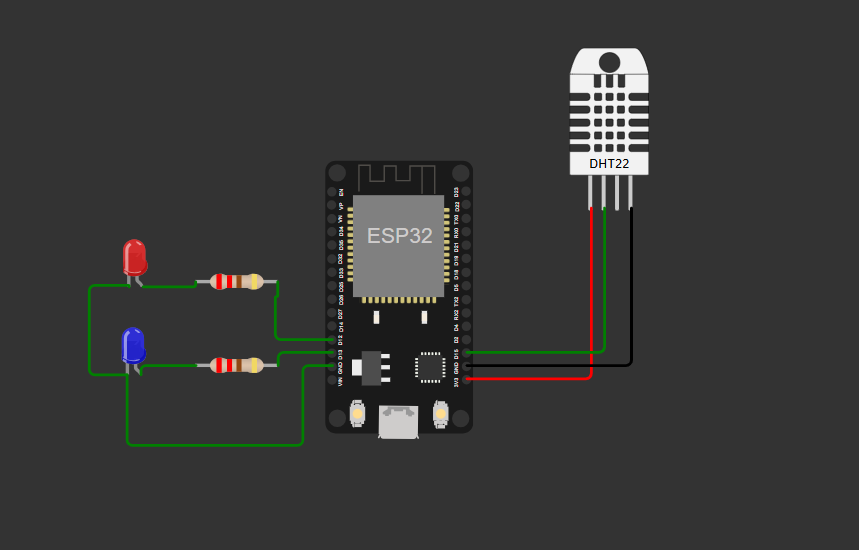 DHT22
ESP32
EN
VP
VN
D34
D35
D32
D33
D25
D26
D27
D14
D12
D13
GND
VIN
D23
D22
TX0
RX0
D21
D19
D18
D5
TX2
RX2
D4
D2
D15
GND
3V3